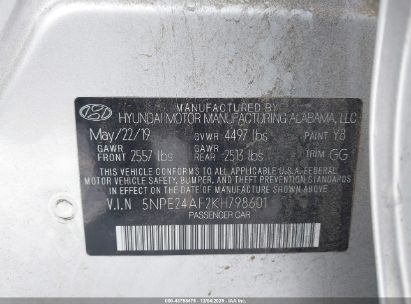 MANUFACTURED BY
HYUNDAI MOTOR MANUFACTURING ALABAMA, LLC
May/22/19 GVWR 4497 lbs PAINT Y8
GAWR FRONT 2557 lbs GAWR REAR 2513 lbs TRIM GG
THIS VEHICLE CONFORMS TO ALL APPLICABLE U.S.A. FEDERAL
MOTOR VEHICLE SAFETY, BUMPER, AND THEFT PREVENTION
STANDARDS IN EFFECT ON THE DATE OF MANUFACTURE SHOWN ABOVE.
V.I.N 5NPE24AF2KH798601
PASSENGER CAR